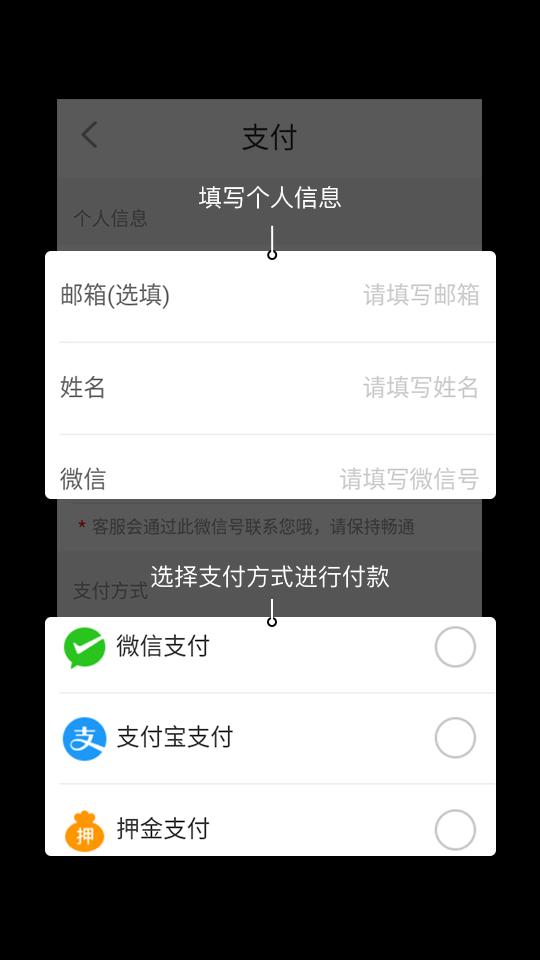 支付
填写个人信息
个人信息
邮箱(选填) 请填写邮箱
姓名 请填写姓名
微信 请填写微信号
* 客服会通过此微信号联系您哦，请保持畅通
选择支付方式进行付款
支付方式
微信支付
支 支付宝支付
押 押金支付